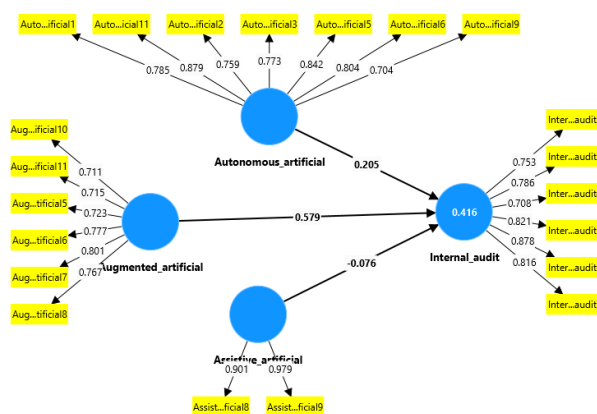 Auto...ificial1
Auto...icial11
Auto...ificial2
Auto...ificial3
Auto...ificial5
Auto...ificial6
Auto...ificial9
0.785
0.879
0.759
0.773
0.842
0.804
0.704
Autonomous_artificial
0.205
Aug...ificial10
Aug...ificial11
Aug...tificial5
Aug...tificial6
Aug...tificial7
Aug...tificial8
0.711
0.715
0.723
0.777
0.801
0.767
Augmented_artificial
0.579
0.416
Internal_audit
0.753
0.786
0.708
0.821
0.878
0.816
Inter...audit
Inter...audit
Inter...audit
Inter...audit
Inter...audit
Inter...audit
-0.076
Assistive_artificial
0.901
0.979
Assist...ificial8
Assist...ificial9